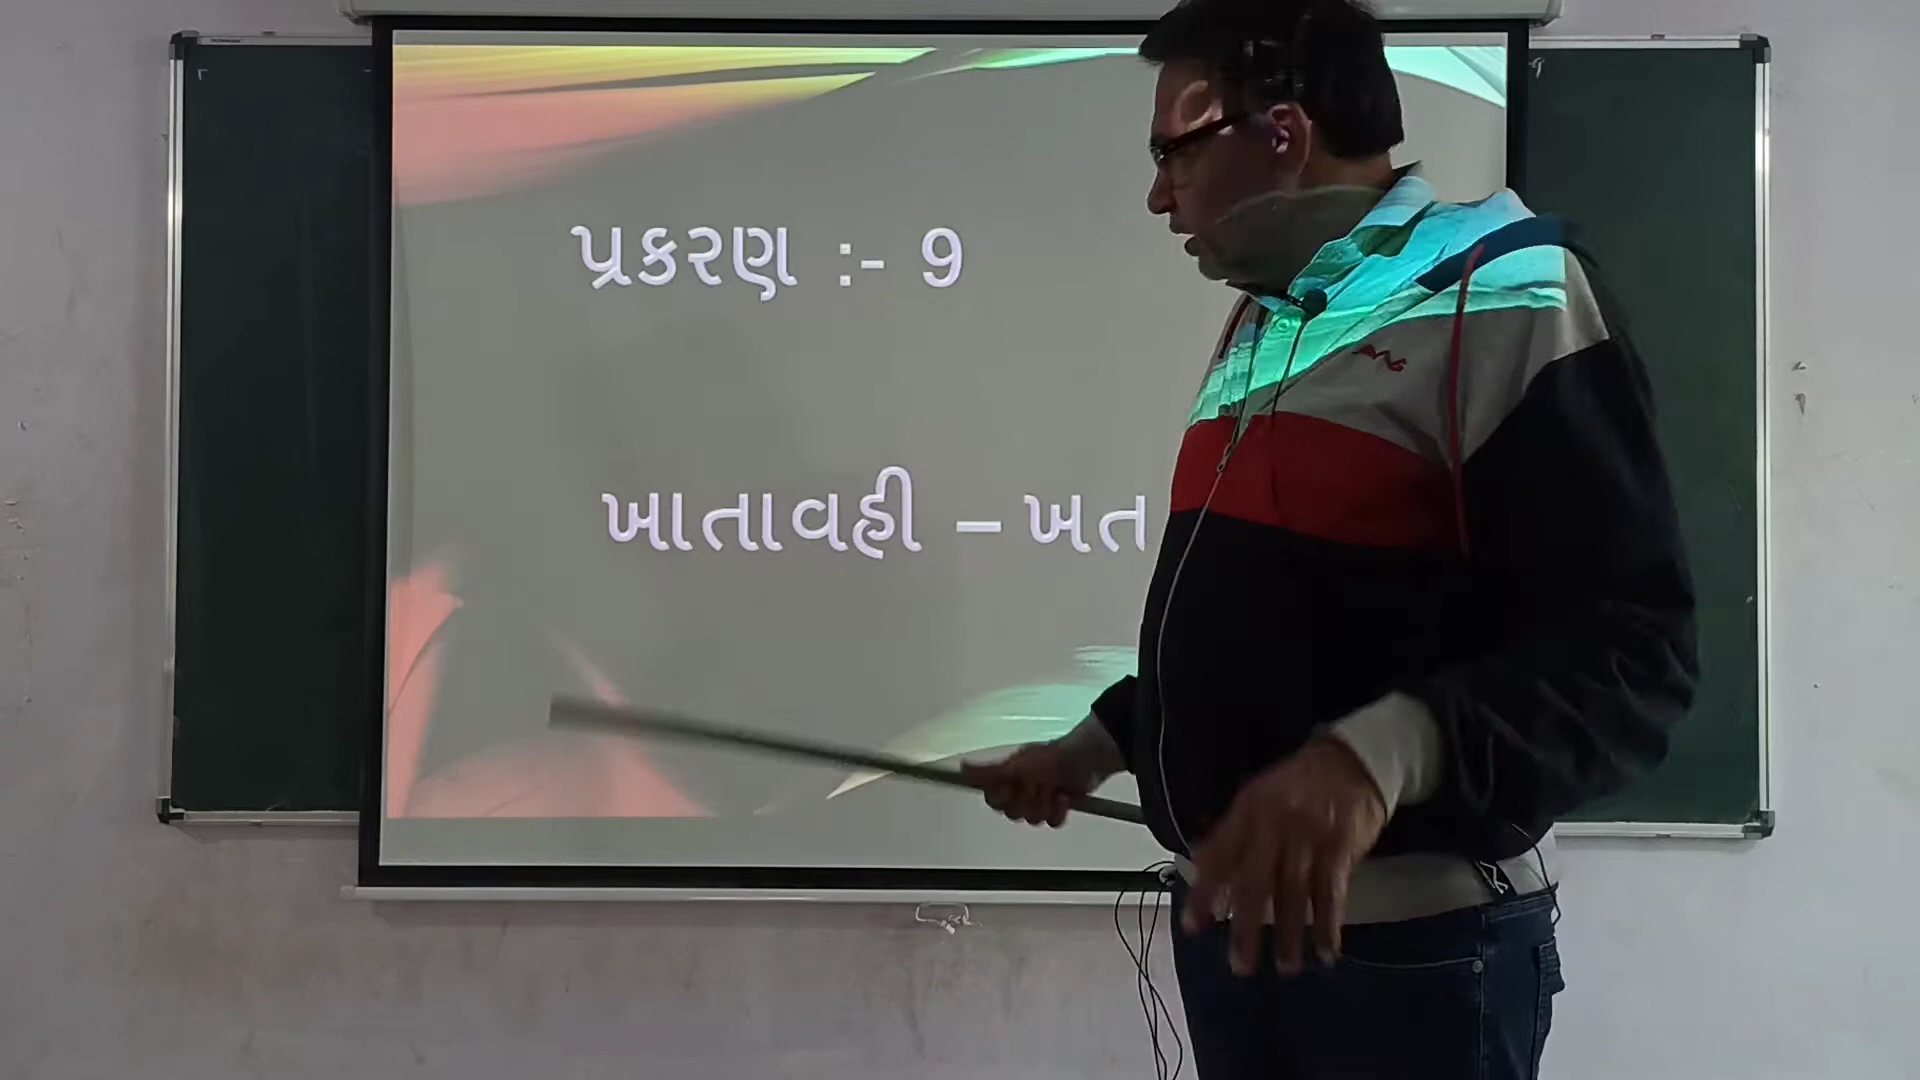 પ્રકરણ :- 9
ખાતાવહી – ખત